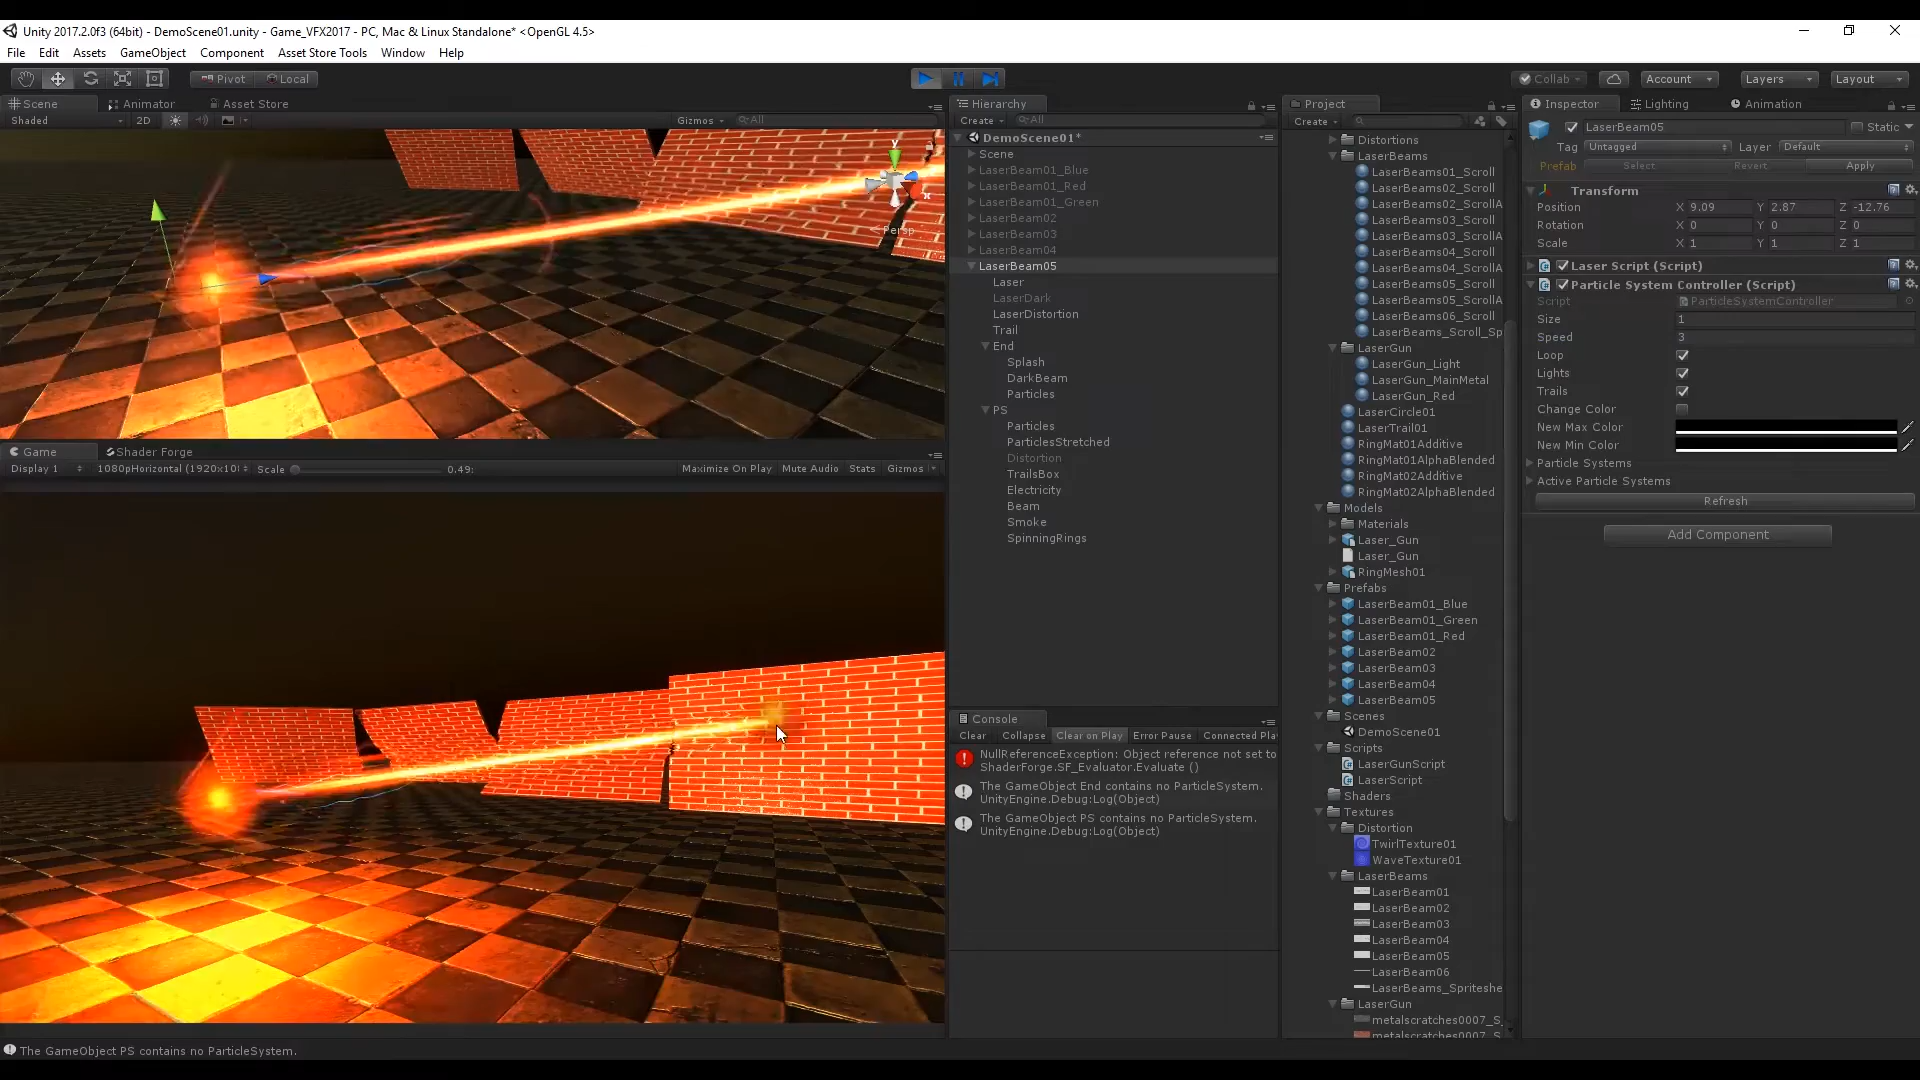 Unity 2017.2.0f3 (64bit) - DemoScene01.unity - Game_VFX2017 - PC, Mac & Linux Standalone* <OpenGL 4.5>
File Edit Assets GameObject Component Asset Store Tools Window Help
Pivot Local Collab Account Layers Layout
Scene Animator Asset Store
Shaded 2D Gizmos All
y
x
Persp
Game Shader Forge
Display 1 1080pHorizontal (1920x10 Scale 0.49: Maximize On Play Mute Audio Stats Gizmos
Hierarchy
Create All
DemoScene01*
Scene
LaserBeam01_Blue
LaserBeam01_Red
LaserBeam01_Green
LaserBeam02
LaserBeam03
LaserBeam04
LaserBeam05
Laser
LaserDark
LaserDistortion
Trail
End
Splash
DarkBeam
Particles
PS
Particles
ParticlesStretched
Distortion
TrailsBox
Electricity
Beam
Smoke
SpinningRings
Console
Clear Collapse Clear on Play Error Pause Connected Pla
NullReferenceException: Object reference not set to
ShaderForge.SF_Evaluator.Evaluate ()
The GameObject End contains no ParticleSystem.
UnityEngine.Debug:Log(Object)
The GameObject PS contains no ParticleSystem.
UnityEngine.Debug:Log(Object)
Project
Create
Distortions
LaserBeams
LaserBeams01_Scroll
LaserBeams02_Scroll
LaserBeams02_ScrollA
LaserBeams03_Scroll
LaserBeams03_ScrollA
LaserBeams04_Scroll
LaserBeams04_ScrollA
LaserBeams05_Scroll
LaserBeams05_ScrollA
LaserBeams06_Scroll
LaserBeams_Scroll_Sp
LaserGun
LaserGun_Light
LaserGun_MainMetal
LaserGun_Red
LaserCircle01
LaserTrail01
RingMat01Additive
RingMat01AlphaBlended
RingMat02Additive
RingMat02AlphaBlended
Models
Materials
Laser_Gun
Laser_Gun
RingMesh01
Prefabs
LaserBeam01_Blue
LaserBeam01_Green
LaserBeam01_Red
LaserBeam02
LaserBeam03
LaserBeam04
LaserBeam05
Scenes
DemoScene01
Scripts
LaserGunScript
LaserScript
Shaders
Textures
Distortion
TwirlTexture01
WaveTexture01
LaserBeams
LaserBeam01
LaserBeam02
LaserBeam03
LaserBeam04
LaserBeam05
LaserBeam06
LaserBeams_Spriteshe
LaserGun
metalscratches0007_S
metalscratches0007_S
Inspector Lighting Animation
LaserBeam05 Static
Tag Untagged Layer Default
Prefab Select Revert Apply
Transform
Position X 9.09 Y 2.87 Z -12.76
Rotation X 0 Y 0 Z 0
Scale X 1 Y 1 Z 1
Laser Script (Script)
Particle System Controller (Script)
Script ParticleSystemController
Size 1
Speed 3
Loop
Lights
Trails
Change Color
New Max Color
New Min Color
Particle Systems
Active Particle Systems
Refresh
Add Component
The GameObject PS contains no ParticleSystem.